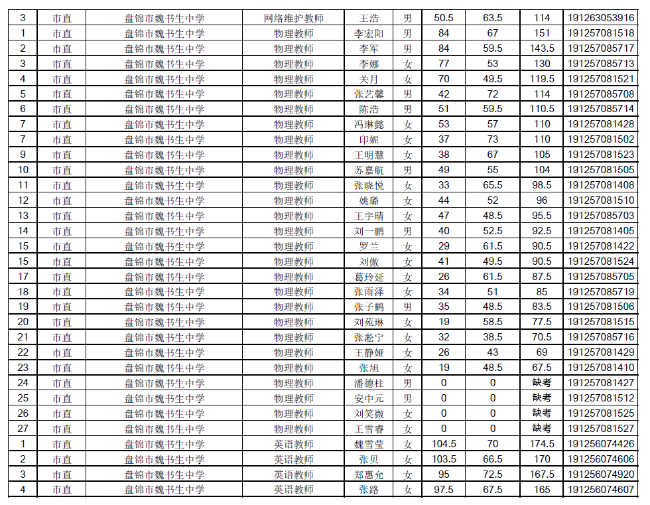 3 市直 盘锦市魏书生中学 网络维护教师 王浩 男 50.5 63.5 114 191263053916
1 市直 盘锦市魏书生中学 物理教师 李宏阳 男 84 67 151 191257081518
2 市直 盘锦市魏书生中学 物理教师 李军 男 84 59.5 143.5 191257085717
3 市直 盘锦市魏书生中学 物理教师 李娜 女 77 53 130 191257085713
4 市直 盘锦市魏书生中学 物理教师 关月 女 70 49.5 119.5 191257081521
5 市直 盘锦市魏书生中学 物理教师 张艺馨 男 42 72 114 191257085708
6 市直 盘锦市魏书生中学 物理教师 陈浩 男 51 59.5 110.5 191257085714
7 市直 盘锦市魏书生中学 物理教师 冯琳懿 女 53 57 110 191257081428
7 市直 盘锦市魏书生中学 物理教师 印妮 女 37 73 110 191257081502
9 市直 盘锦市魏书生中学 物理教师 王明慧 女 38 67 105 191257081523
10 市直 盘锦市魏书生中学 物理教师 苏嘉航 男 49 55 104 191257081505
11 市直 盘锦市魏书生中学 物理教师 张晓悦 女 33 65.5 98.5 191257081408
12 市直 盘锦市魏书生中学 物理教师 姚璐 女 44 52 96 191257081510
13 市直 盘锦市魏书生中学 物理教师 王宇晴 女 47 48.5 95.5 191257085703
14 市直 盘锦市魏书生中学 物理教师 刘一鹏 男 40 52.5 92.5 191257081405
15 市直 盘锦市魏书生中学 物理教师 罗兰 女 29 61.5 90.5 191257081422
15 市直 盘锦市魏书生中学 物理教师 刘傲 女 41 49.5 90.5 191257081524
17 市直 盘锦市魏书生中学 物理教师 葛玲延 女 26 61.5 87.5 191257085705
18 市直 盘锦市魏书生中学 物理教师 张雨泽 女 34 51 85 191257085719
19 市直 盘锦市魏书生中学 物理教师 张子鹤 男 35 48.5 83.5 191257081506
20 市直 盘锦市魏书生中学 物理教师 刘苑琳 女 19 58.5 77.5 191257081515
21 市直 盘锦市魏书生中学 物理教师 张凇宁 女 32 38.5 70.5 191257085716
22 市直 盘锦市魏书生中学 物理教师 王静娅 女 26 43 69 191257081429
23 市直 盘锦市魏书生中学 物理教师 张旭 女 19 48.5 67.5 191257081410
24 市直 盘锦市魏书生中学 物理教师 潘德柱 男 0 0 缺考 191257081427
25 市直 盘锦市魏书生中学 物理教师 安中元 男 0 0 缺考 191257081512
26 市直 盘锦市魏书生中学 物理教师 刘笑微 女 0 0 缺考 191257081525
27 市直 盘锦市魏书生中学 物理教师 王雪睿 女 0 0 缺考 191257081527
1 市直 盘锦市魏书生中学 英语教师 魏雪莹 女 104.5 70 174.5 191256074426
2 市直 盘锦市魏书生中学 英语教师 张贝 女 103.5 66.5 170 191256074606
3 市直 盘锦市魏书生中学 英语教师 郑惠允 女 95 72.5 167.5 191256074920
4 市直 盘锦市魏书生中学 英语教师 张路 女 97.5 67.5 165 191256074607